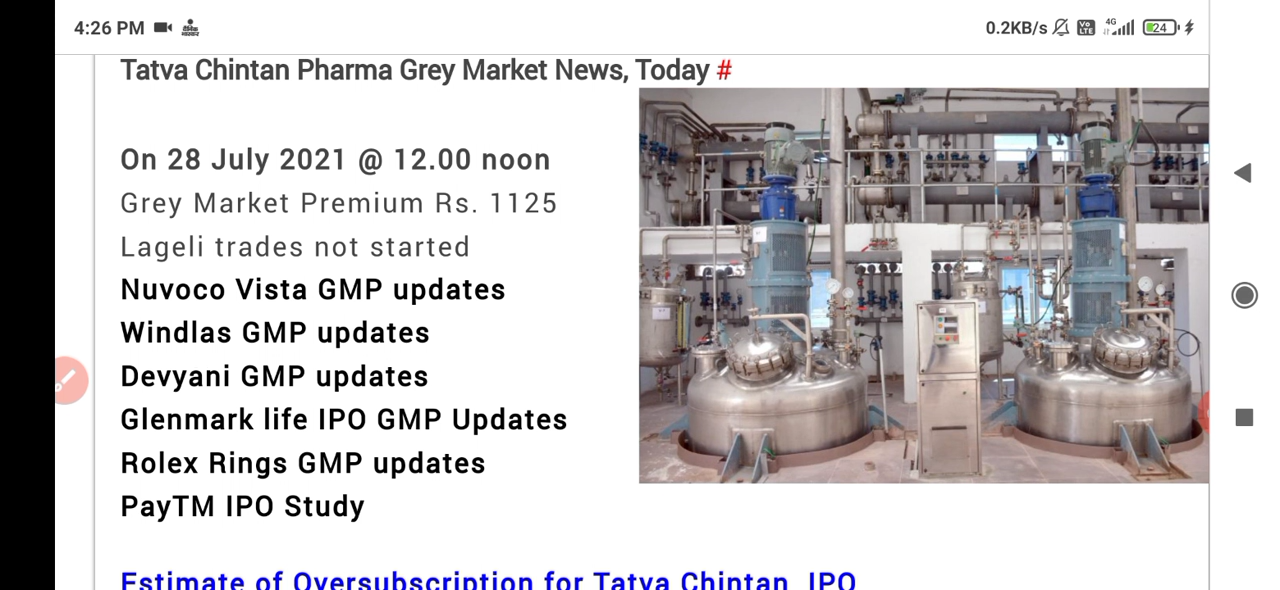 4:26 PM
0.2KB/s
Vo LTE
4G
24
Tatva Chintan Pharma Grey Market News, Today #
On 28 July 2021 @ 12.00 noon
Grey Market Premium Rs. 1125
Lageli trades not started
Nuvoco Vista GMP updates
Windlas GMP updates
Devyani GMP updates
Glenmark life IPO GMP Updates
Rolex Rings GMP updates
PayTM IPO Study
Estimate of Oversubscription for Tatva Chintan IPO